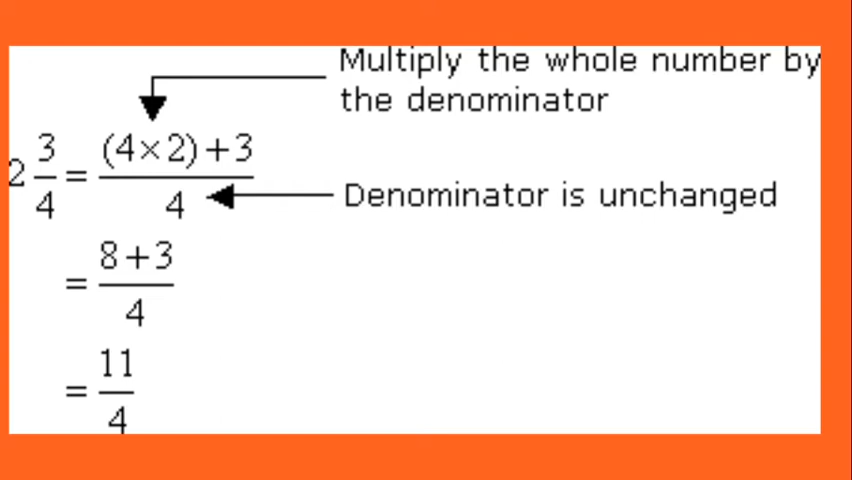 Multiply the whole number by
the denominator
2 3/4 = ((4×2)+3)/4
Denominator is unchanged
= (8+3)/4
= 11/4